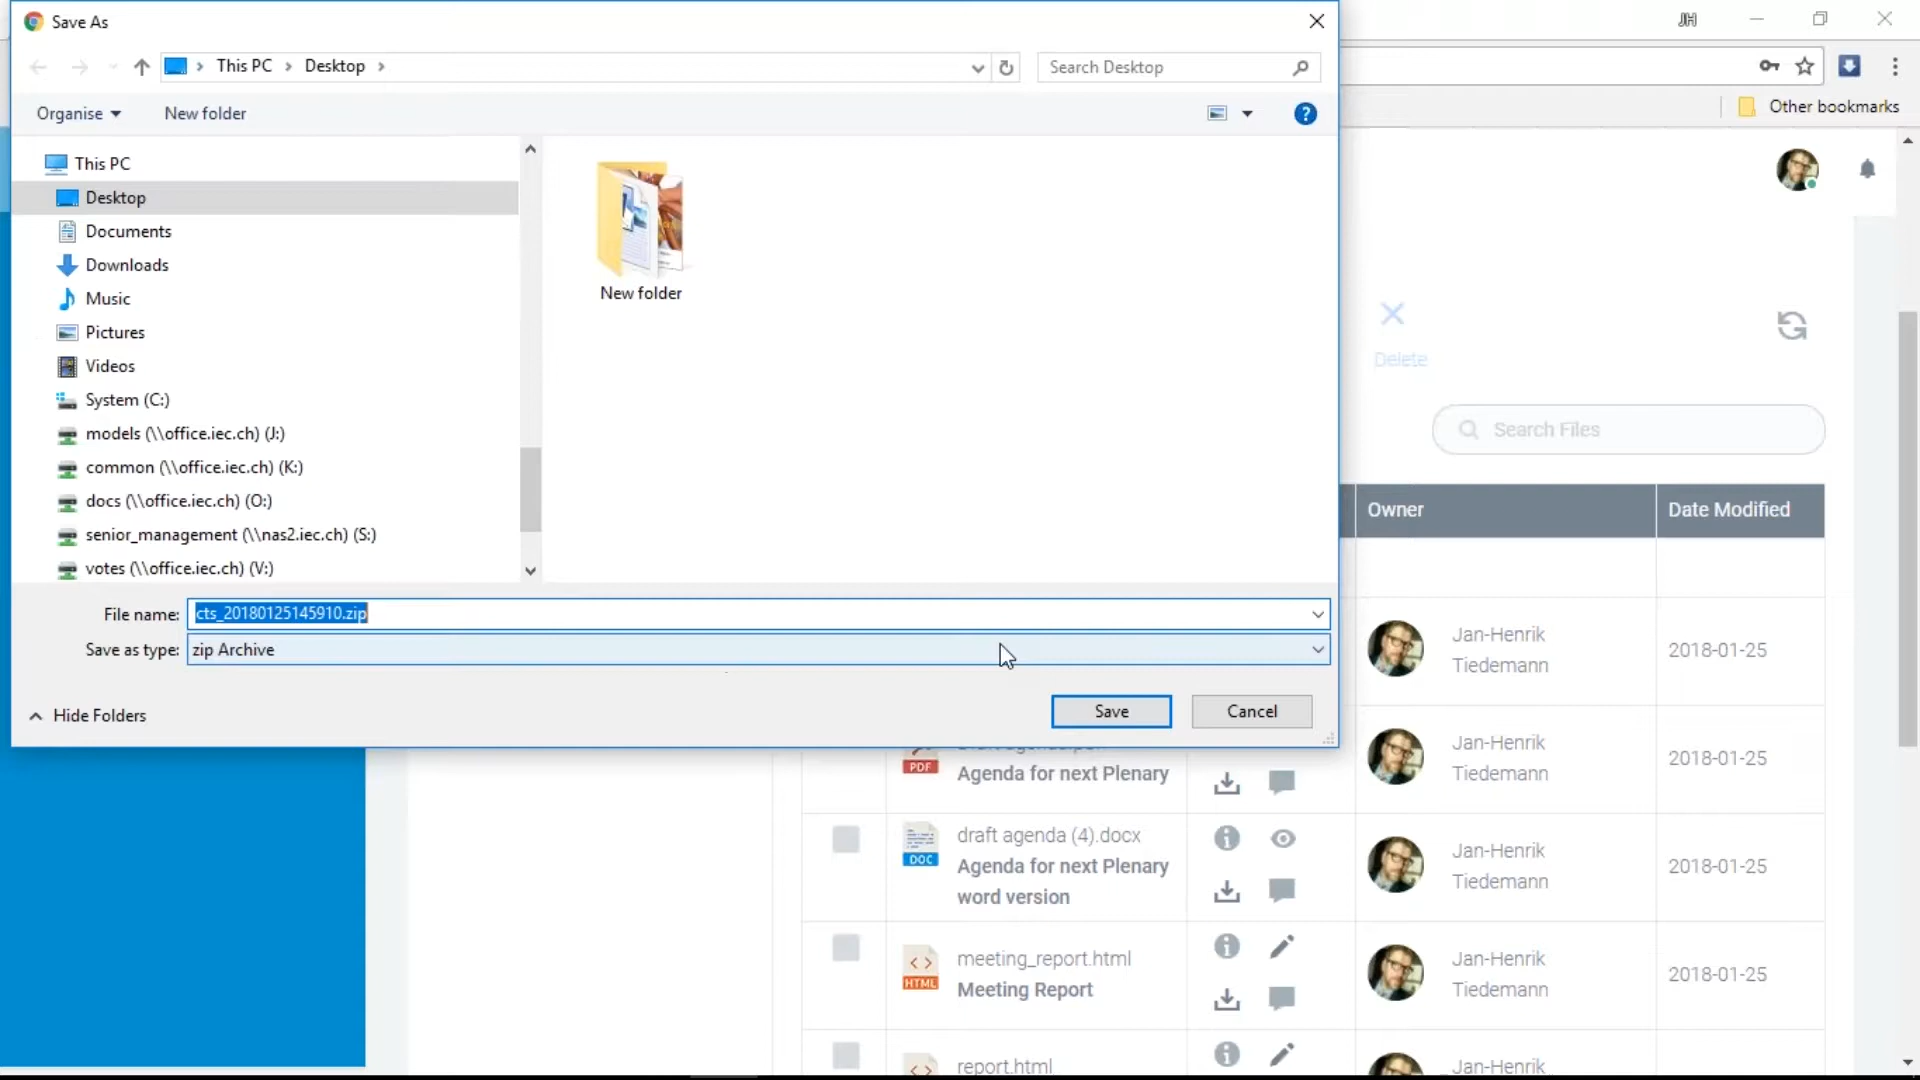 Save As
JH
This PC > Desktop >
Search Desktop
Other bookmarks
Organise
New folder
This PC
Desktop
Documents
Downloads
Music
Pictures
Videos
System (C:)
models (\\office.iec.ch) (J:)
common (\\office.iec.ch) (K:)
docs (\\office.iec.ch) (O:)
senior_management (\\nas2.iec.ch) (S:)
votes (\\office.iec.ch) (V:)
New folder
File name: cts_20180125145910.zip
Save as type: zip Archive
Hide Folders
Save
Cancel
Delete
Search Files
Owner
Date Modified
Jan-Henrik
Tiedemann
2018-01-25
PDF
Agenda for next Plenary
Jan-Henrik
Tiedemann
2018-01-25
DOC
draft agenda (4).docx
Agenda for next Plenary
word version
Jan-Henrik
Tiedemann
2018-01-25
HTML
meeting_report.html
Meeting Report
Jan-Henrik
Tiedemann
2018-01-25
report.html
Jan-Henrik